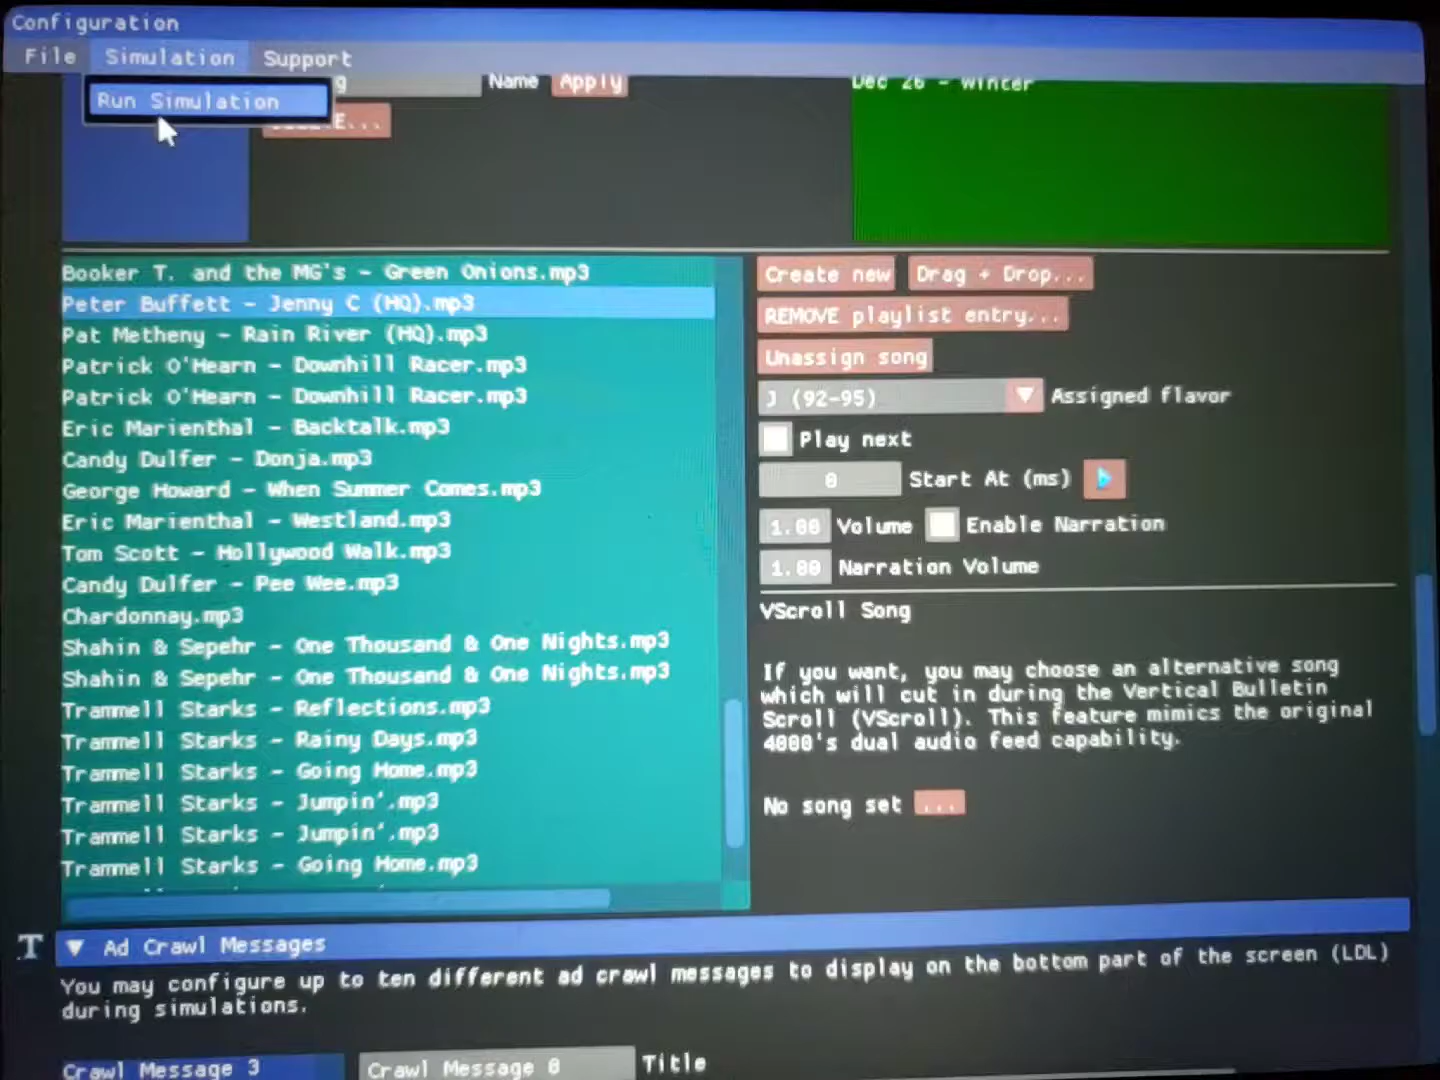 Configuration
File Simulation Support
Run Simulation
g Name Apply
Dec 26 - Winter
E...
Booker T. and the MG's - Green Onions.mp3
Peter Buffett - Jenny C (HQ).mp3
Pat Metheny - Rain River (HQ).mp3
Patrick O'Hearn - Downhill Racer.mp3
Patrick O'Hearn - Downhill Racer.mp3
Eric Marienthal - Backtalk.mp3
Candy Dulfer - Donja.mp3
George Howard - When Summer Comes.mp3
Eric Marienthal - Westland.mp3
Tom Scott - Hollywood Walk.mp3
Candy Dulfer - Pee Wee.mp3
Chardonnay.mp3
Shahin & Sepehr - One Thousand & One Nights.mp3
Shahin & Sepehr - One Thousand & One Nights.mp3
Trammell Starks - Reflections.mp3
Trammell Starks - Rainy Days.mp3
Trammell Starks - Going Home.mp3
Trammell Starks - Jumpin'.mp3
Trammell Starks - Jumpin'.mp3
Trammell Starks - Going Home.mp3
Create new Drag + Drop...
REMOVE playlist entry...
Unassign song
J (92-95) Assigned flavor
Play next
0 Start At (ms)
1.00 Volume Enable Narration
1.00 Narration Volume
VScroll Song
If you want, you may choose an alternative song
which will cut in during the Vertical Bulletin
Scroll (VScroll). This feature mimics the original
4000's dual audio feed capability.
No song set ...
T Ad Crawl Messages
You may configure up to ten different ad crawl messages to display on the bottom part of the screen (LDL)
during simulations.
Crawl Message 3 Crawl Message 0 Title